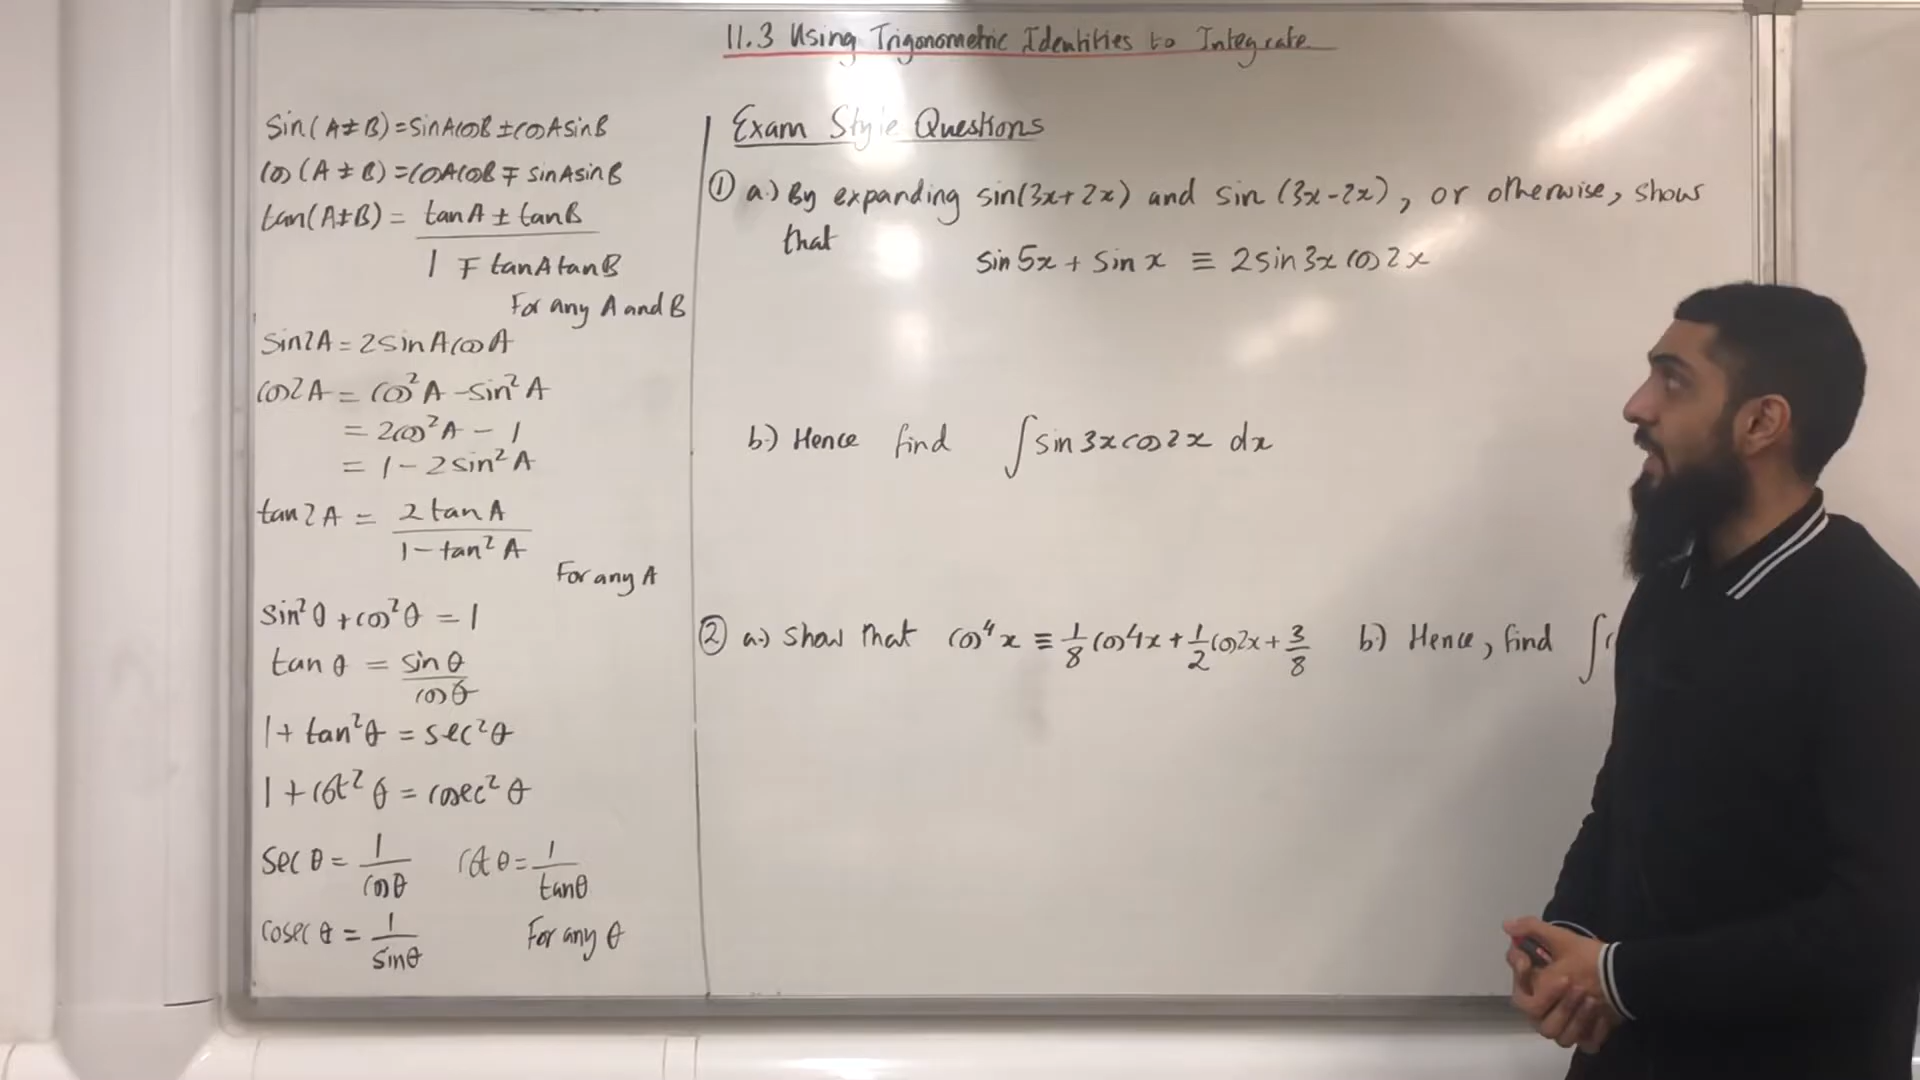 11.3 Using Trigonometric Identities to Integrate
sin(A±B)=sinAcosB±cosAsinB
cos(A±B)=cosAcosB∓sinAsinB
tan(A±B)= tanA±tanB
1∓tanAtanB
For any A and B
sin2A=2sinAcosA
cos2A=cos²A-sin²A
=2cos²A-1
=1-2sin²A
tan2A= 2tanA
1-tan²A
For any A
sin²θ+cos²θ=1
tanθ= sinθ
cosθ
1+tan²θ=sec²θ
1+cot²θ=cosec²θ
secθ= 1/cosθ cotθ= 1/tanθ
cosecθ= 1/sinθ For any θ
Exam Style Questions
① a.) By expanding sin(3x+2x) and sin(3x-2x), or otherwise, show
that sin5x+sinx≡2sin3xcos2x
b.) Hence find ∫sin3xcos2x dx
② a.) Show that cos⁴x≡1/8cos4x+1/2cos2x+3/8 b.) Hence, find ∫